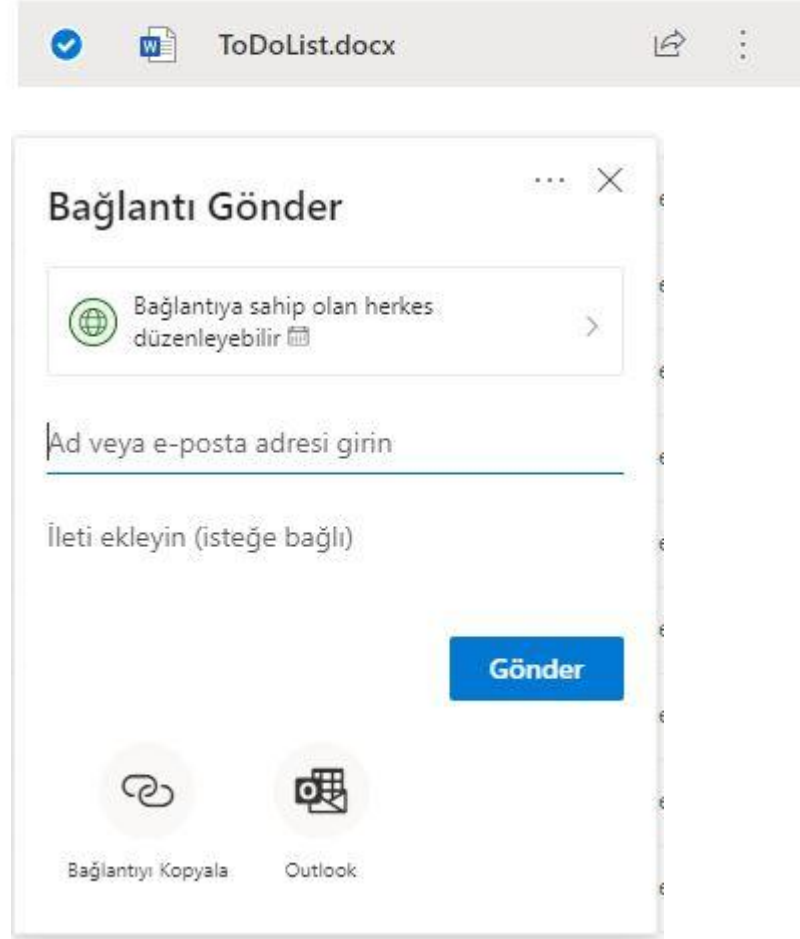 ToDoList.docx
Bağlantı Gönder
Bağlantıya sahip olan herkes
düzenleyebilir
Ad veya e-posta adresi girin
İleti ekleyin (isteğe bağlı)
Gönder
Bağlantıyı Kopyala
Outlook